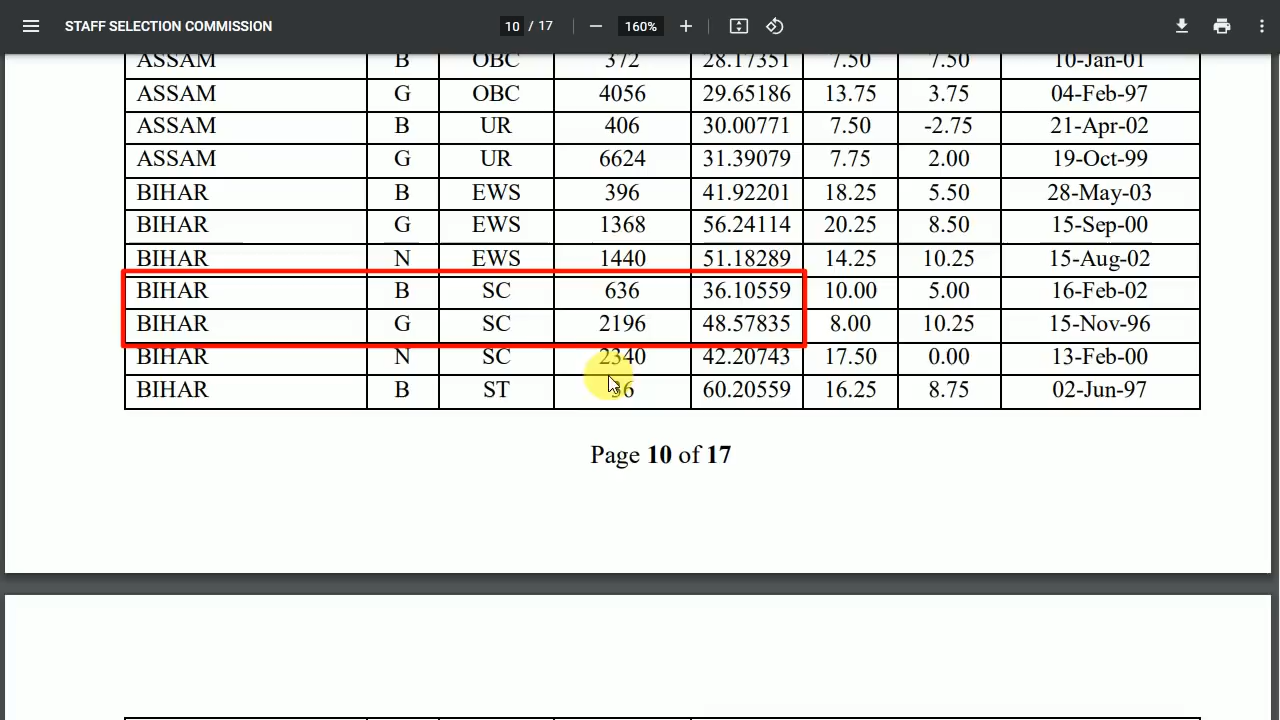 STAFF SELECTION COMMISSION 10 / 17 160%
ASSAM B OBC 372 28.17351 7.50 7.50 10-Jan-01
ASSAM G OBC 4056 29.65186 13.75 3.75 04-Feb-97
ASSAM B UR 406 30.00771 7.50 -2.75 21-Apr-02
ASSAM G UR 6624 31.39079 7.75 2.00 19-Oct-99
BIHAR B EWS 396 41.92201 18.25 5.50 28-May-03
BIHAR G EWS 1368 56.24114 20.25 8.50 15-Sep-00
BIHAR N EWS 1440 51.18289 14.25 10.25 15-Aug-02
BIHAR B SC 636 36.10559 10.00 5.00 16-Feb-02
BIHAR G SC 2196 48.57835 8.00 10.25 15-Nov-96
BIHAR N SC 2340 42.20743 17.50 0.00 13-Feb-00
BIHAR B ST 36 60.20559 16.25 8.75 02-Jun-97
Page 10 of 17